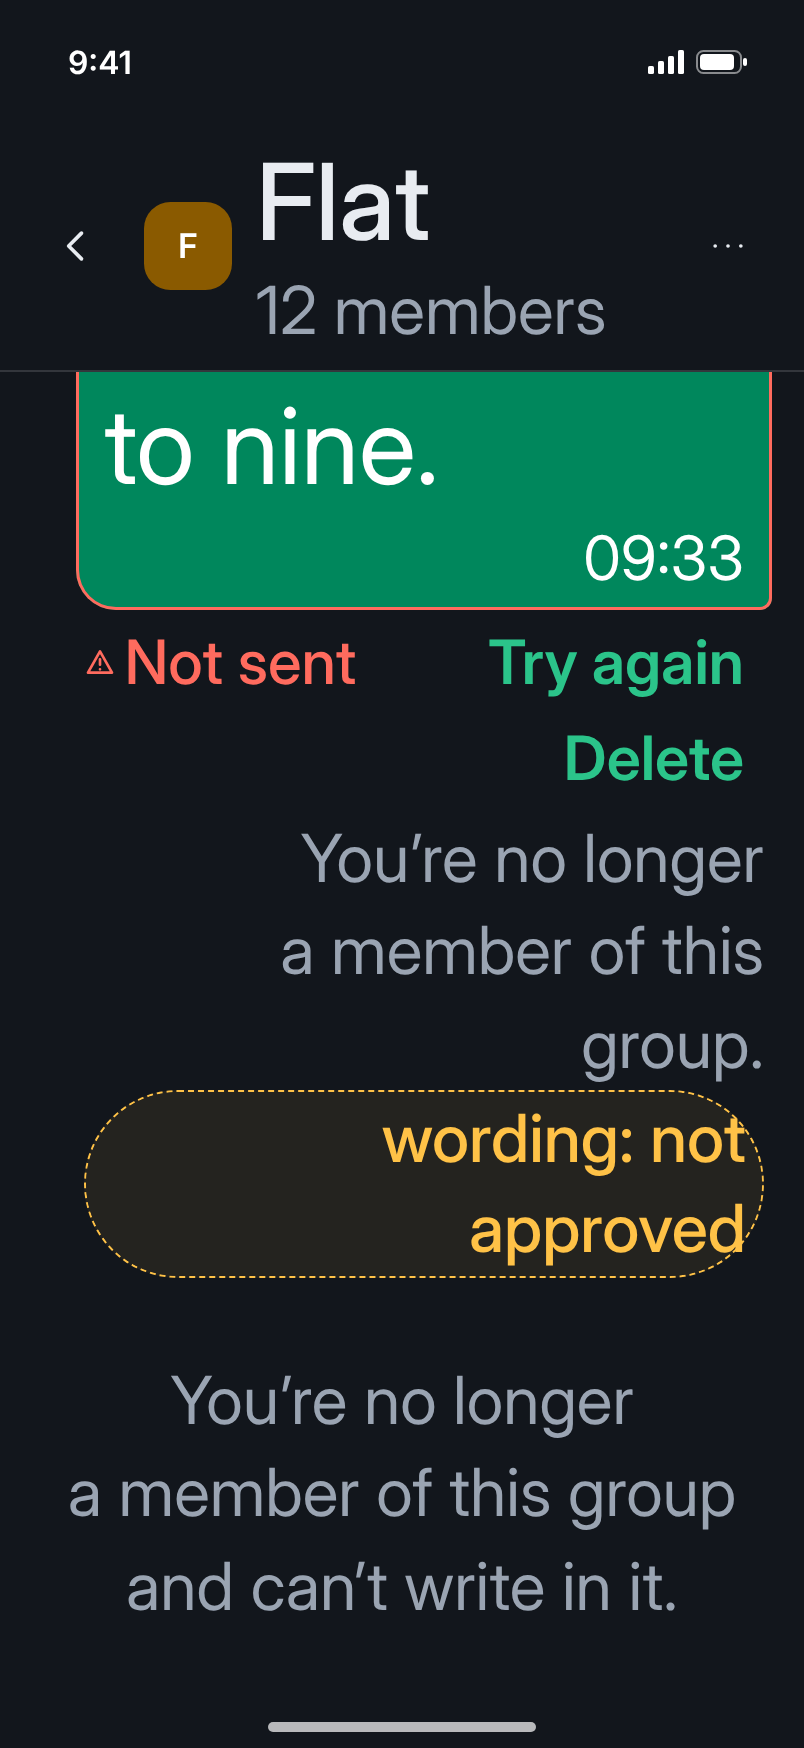 9:41
Flat
F
12 members
to nine.
09:33
Not sent
Try again
Delete
You’re no longer
a member of this
group.
wording: not
approved
You’re no longer
a member of this group
and can’t write in it.